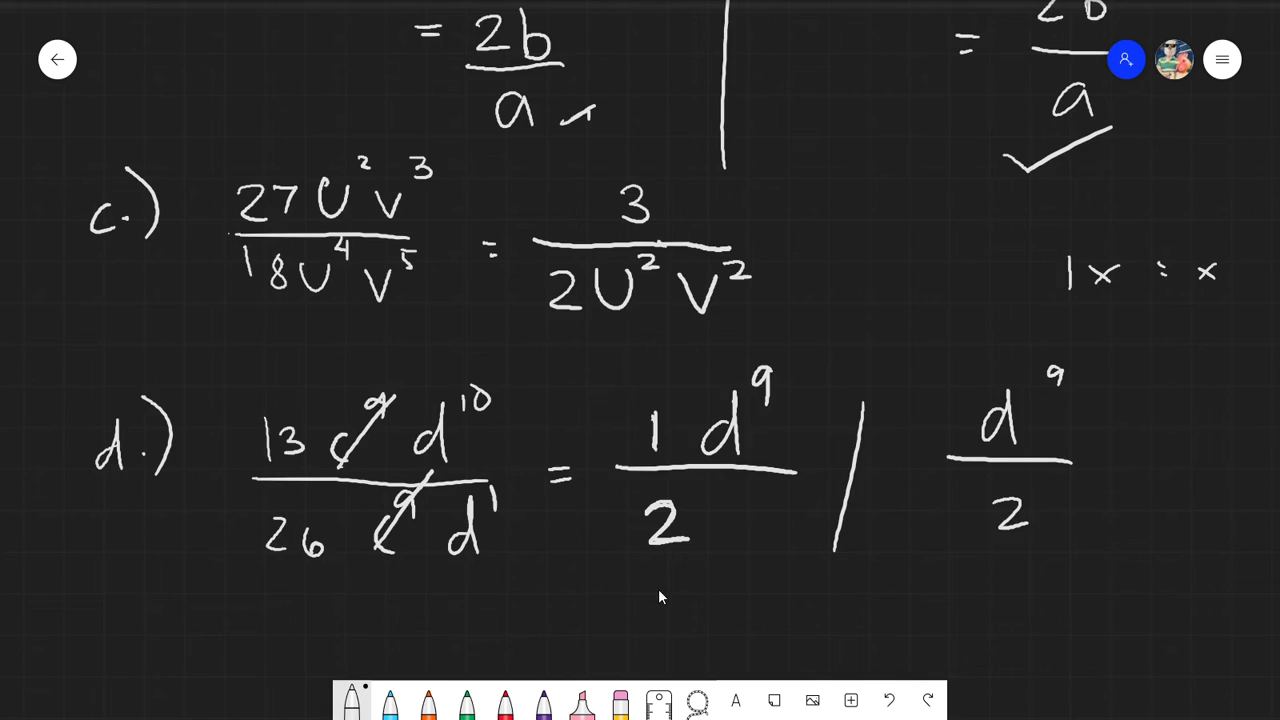 = 2b/a
= 2b/a
c.) 27U²V³/18U⁴V⁵ = 3/2U²V²
1x = x
d.) 13c⁹d¹⁰/26c⁹d¹ = 1d⁹/2 / d⁹/2
A